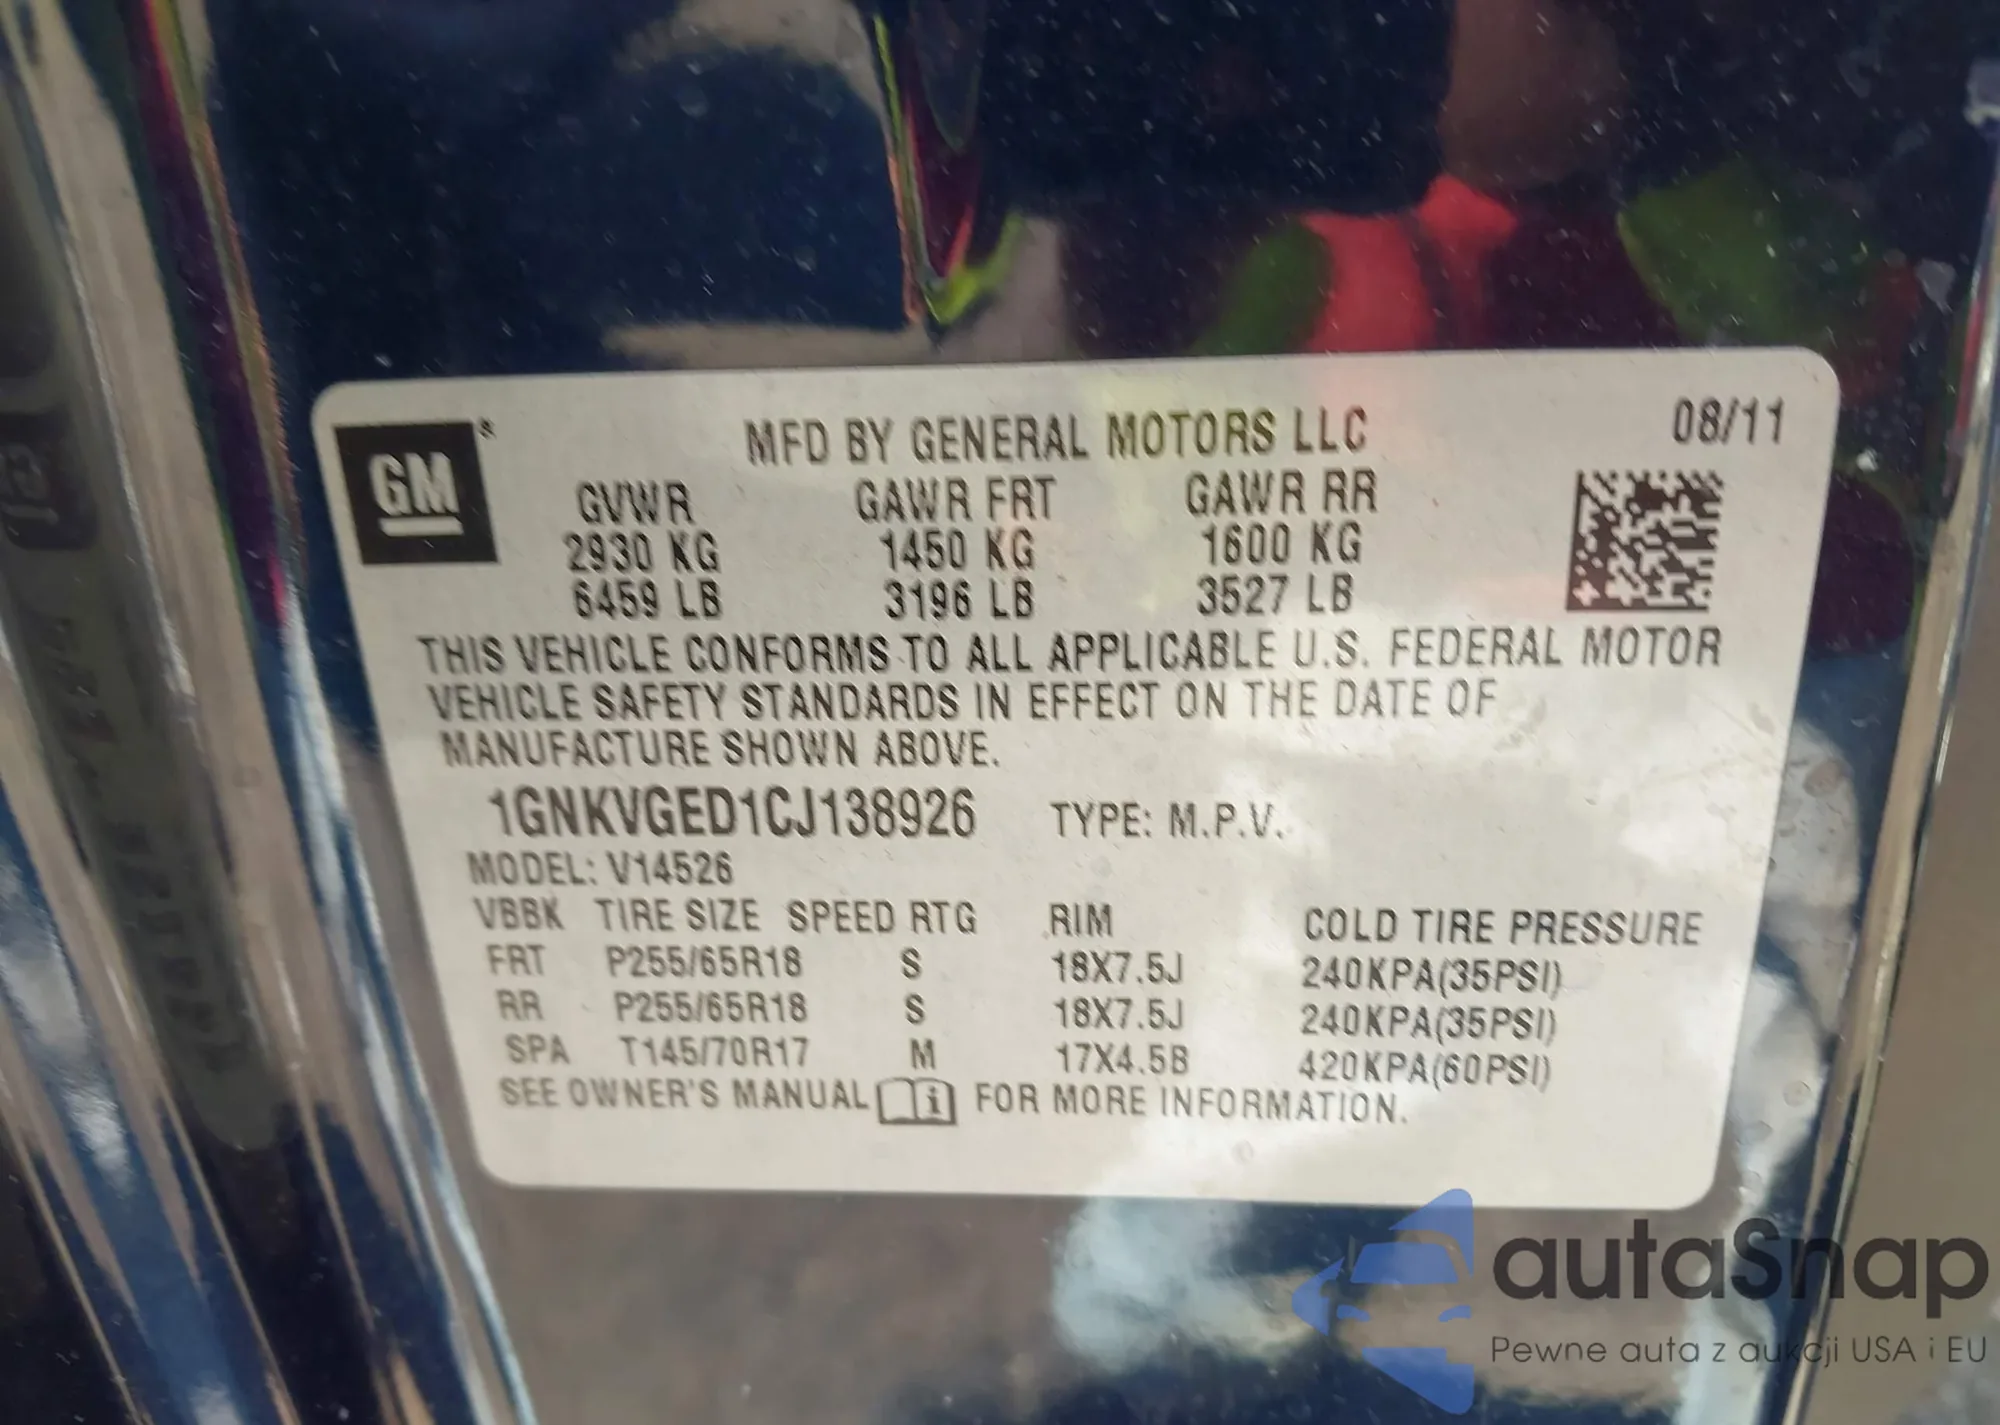 GM®
MFD BY GENERAL MOTORS LLC 08/11
GVWR GAWR FRT GAWR RR
2930 KG 1450 KG 1600 KG
6459 LB 3196 LB 3527 LB
THIS VEHICLE CONFORMS TO ALL APPLICABLE U.S. FEDERAL MOTOR
VEHICLE SAFETY STANDARDS IN EFFECT ON THE DATE OF
MANUFACTURE SHOWN ABOVE.
1GNKVGED1CJ138926 TYPE: M.P.V.
MODEL: V14526
VBBK TIRE SIZE SPEED RTG RIM COLD TIRE PRESSURE
FRT P255/65R18 S 18X7.5J 240KPA(35PSI)
RR P255/65R18 S 18X7.5J 240KPA(35PSI)
SPA T145/70R17 M 17X4.5B 420KPA(60PSI)
SEE OWNER'S MANUAL i FOR MORE INFORMATION.
autaSnap
Pewne auta z aukcji USA i EU